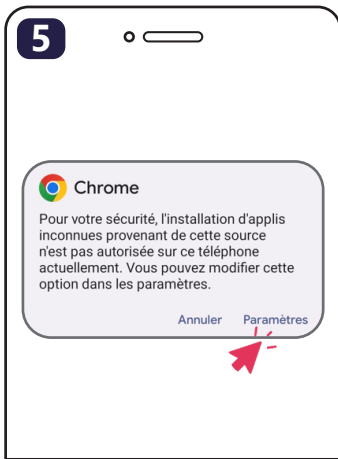 5
Chrome
Pour votre sécurité, l'installation d'applis
inconnues provenant de cette source
n'est pas autorisée sur ce téléphone
actuellement. Vous pouvez modifier cette
option dans les paramètres.
Annuler Paramètres